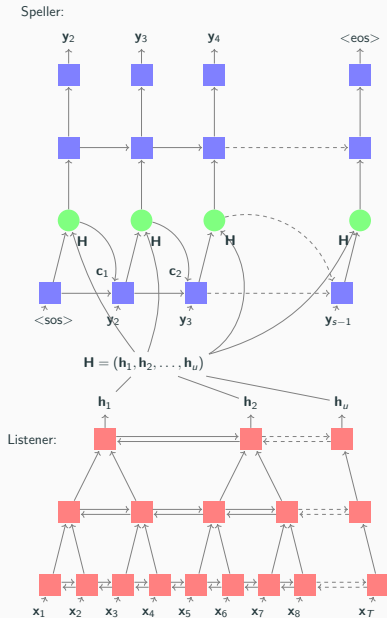 Speller:
y₂ y₃ y₄ <eos>
H H H H
c₁ c₂
<sos> y₂ y₃ yₛ₋₁
H = (h₁, h₂, . . . , hᵤ)
h₁ h₂ hᵤ
Listener:
x₁ x₂ x₃ x₄ x₅ x₆ x₇ x₈ x_T